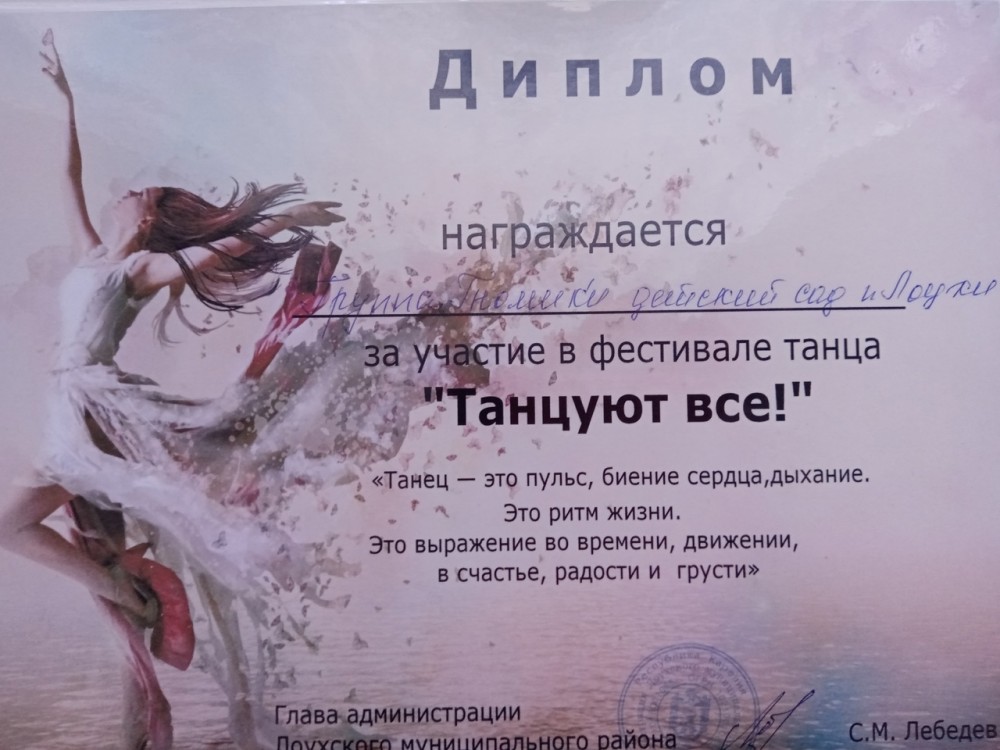 Диплом
награждается
Группа Гномики детский сад п Лоухи
за участие в фестивале танца
"Танцуют все!"
«Танец — это пульс, биение сердца,дыхание.
Это ритм жизни.
Это выражение во времени, движении,
в счастье, радости и грусти»
Глава администрации
Лоухского муниципального района
С.М. Лебедев